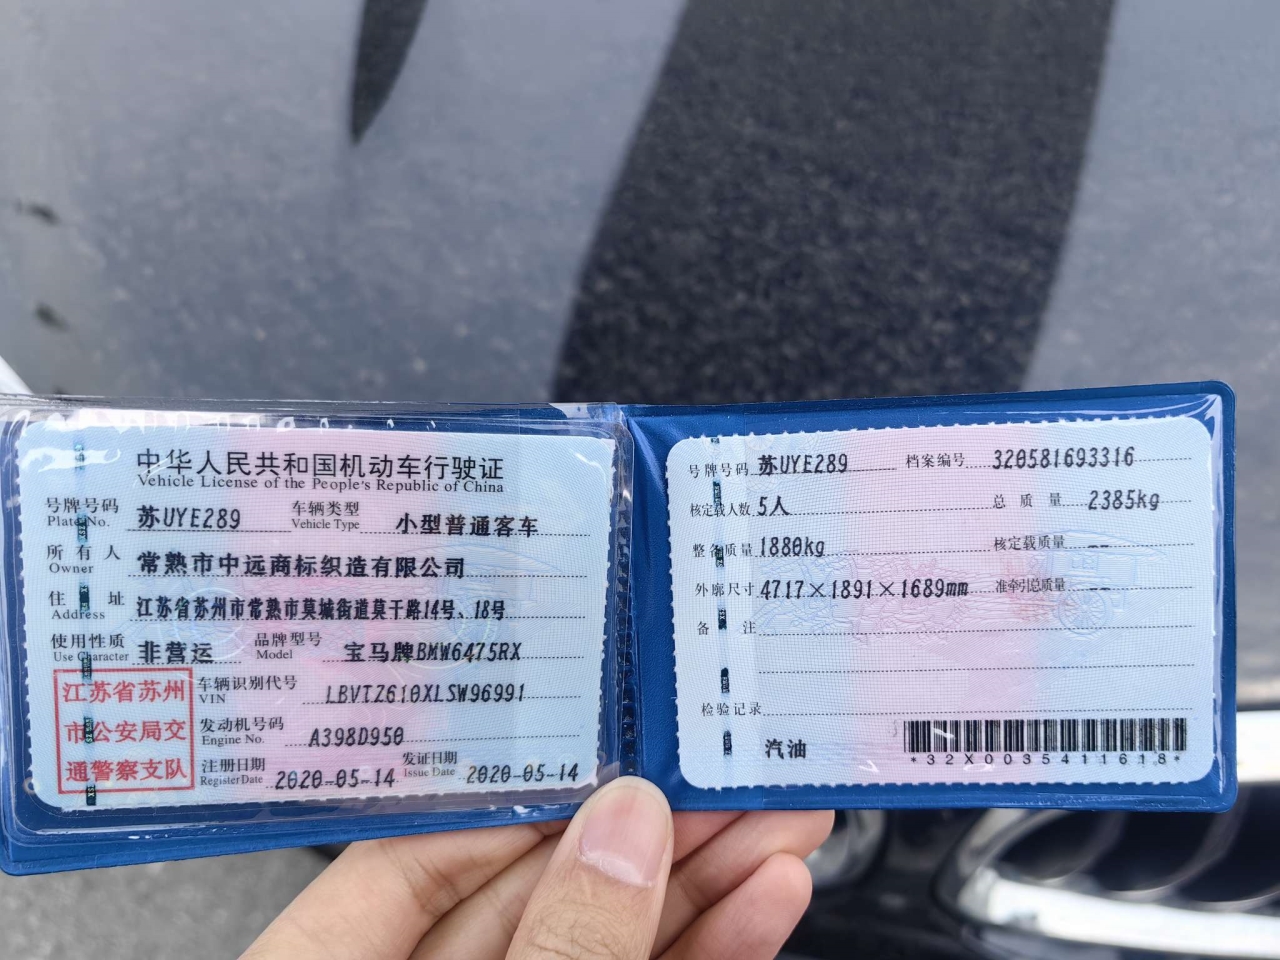 中华人民共和国机动车行驶证
Vehicle License of the People's Republic of China
号牌号码 苏UYE289 车辆类型 小型普通客车
Plate No. Vehicle Type
所有人 常熟市中远商标织造有限公司
Owner
住址 江苏省苏州市常熟市莫城街道莫干路14号、18号
Address
使用性质 非营运 品牌型号 宝马牌BMW6475RX
Use Character Model
江苏省苏州
市公安局交
通警察支队
车辆识别代号 LBVTZ610XLSW96991
VIN
发动机号码 A398D950
Engine No.
注册日期 2020-05-14 发证日期 2020-05-14
Register Date Issue Date
号牌号码 苏UYE289 档案编号 320581693316
核定载人数 5人 总质量 2385kg
整备质量 1880kg 核定载质量 --
外廓尺寸 4717×1891×1689mm 准牵引总质量 --
备注
检验记录
汽油
*32X0035411618*